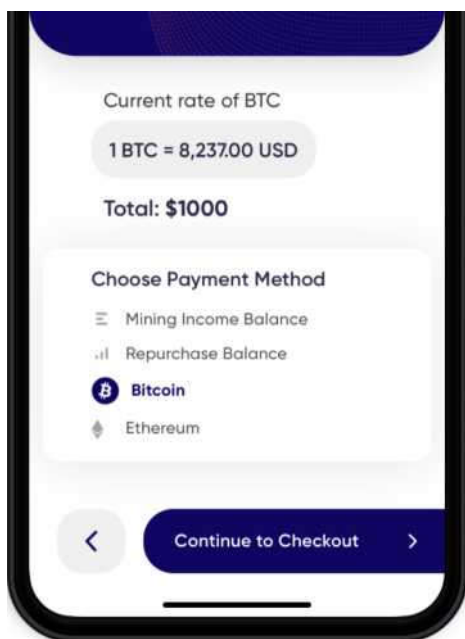 Current rate of BTC
1 BTC = 8,237.00 USD
Total: $1000
Choose Payment Method
Mining Income Balance
Repurchase Balance
Bitcoin
Ethereum
Continue to Checkout